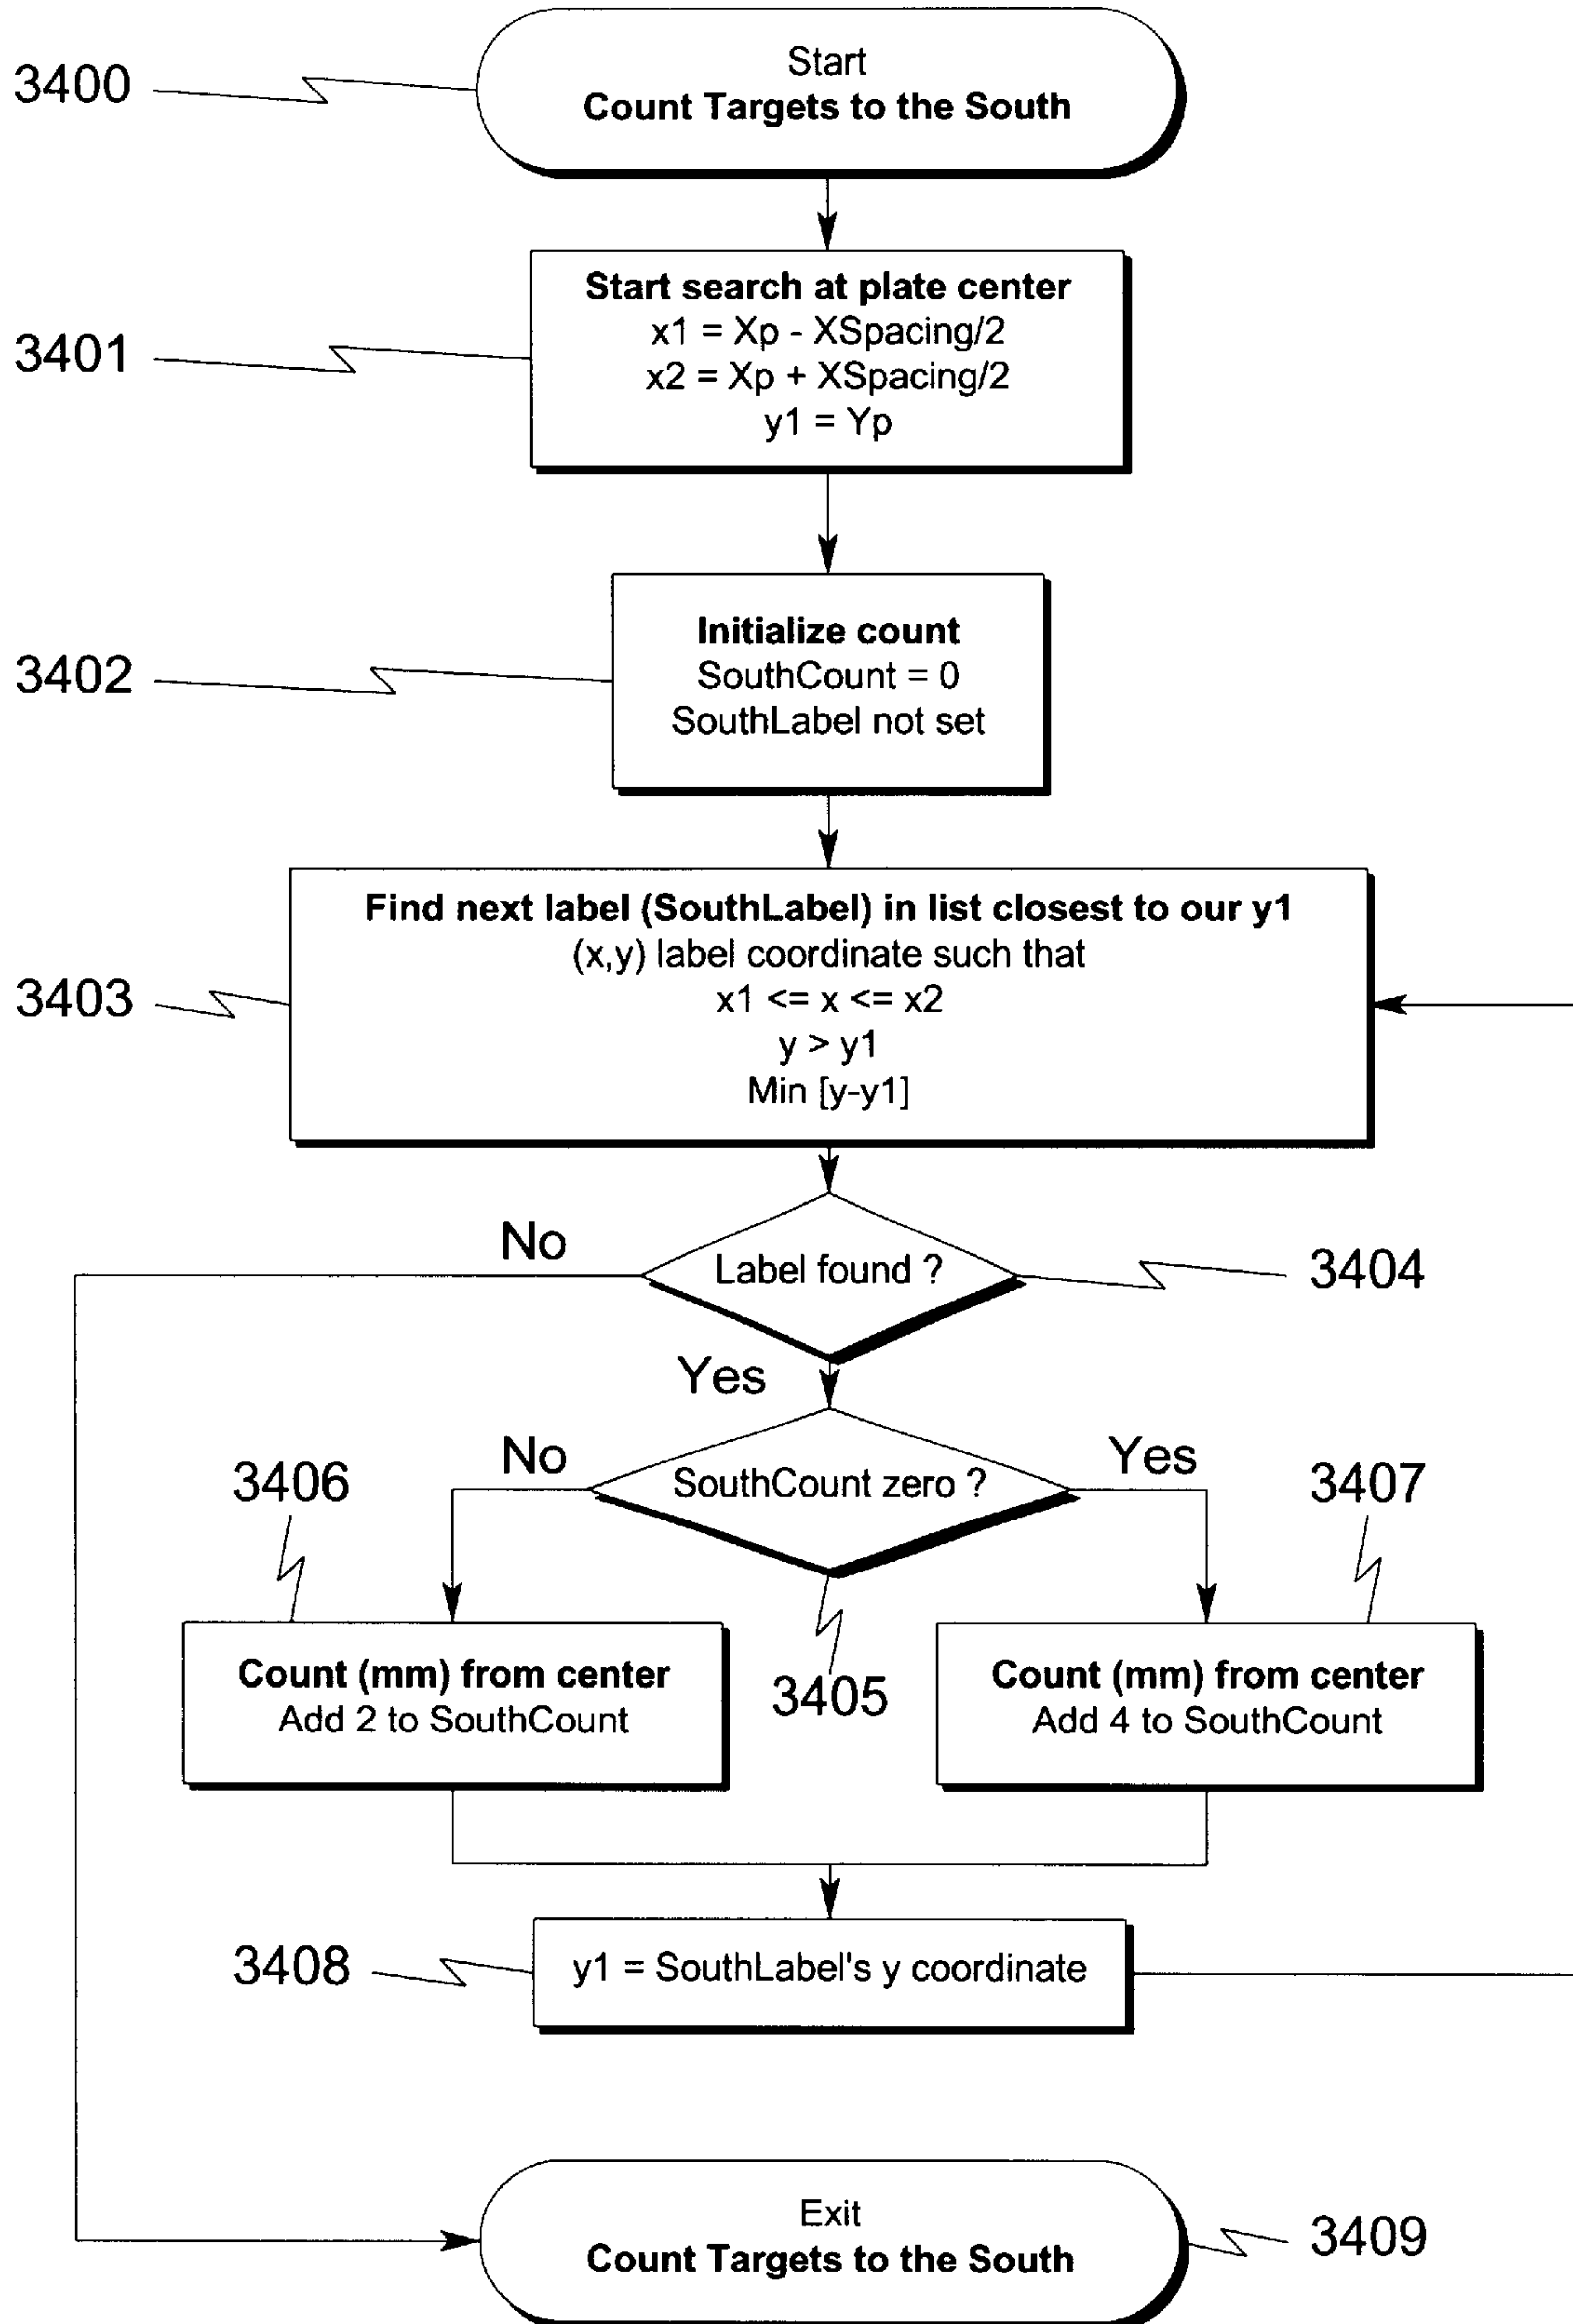 3400
Start
Count Targets to the South
3401
Start search at plate center
x1 = Xp - XSpacing/2
x2 = Xp + XSpacing/2
y1 = Yp
3402
Initialize count
SouthCount = 0
SouthLabel not set
3403
Find next label (SouthLabel) in list closest to our y1
(x,y) label coordinate such that
x1 <= x <= x2
y > y1
Min [y-y1]
No
Label found ?
3404
Yes
No
SouthCount zero ?
Yes
3406
3407
Count (mm) from center
Add 2 to SouthCount
3405
Count (mm) from center
Add 4 to SouthCount
3408
y1 = SouthLabel's y coordinate
Exit
Count Targets to the South
3409